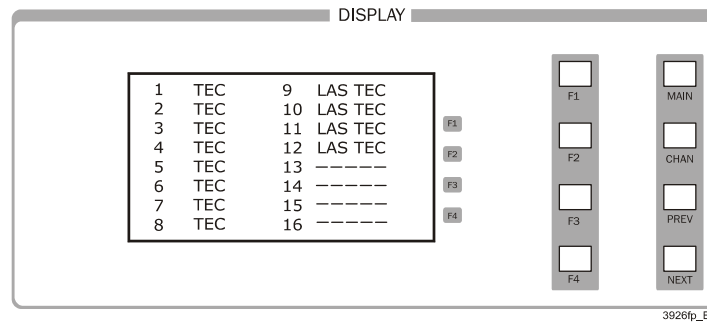 DISPLAY
1 TEC 9 LAS TEC
2 TEC 10 LAS TEC
3 TEC 11 LAS TEC
4 TEC 12 LAS TEC
5 TEC 13 –––––
6 TEC 14 –––––
7 TEC 15 –––––
8 TEC 16 –––––
F1
F2
F3
F4
F1 MAIN
F2 CHAN
F3 PREV
F4 NEXT
3926fp_E